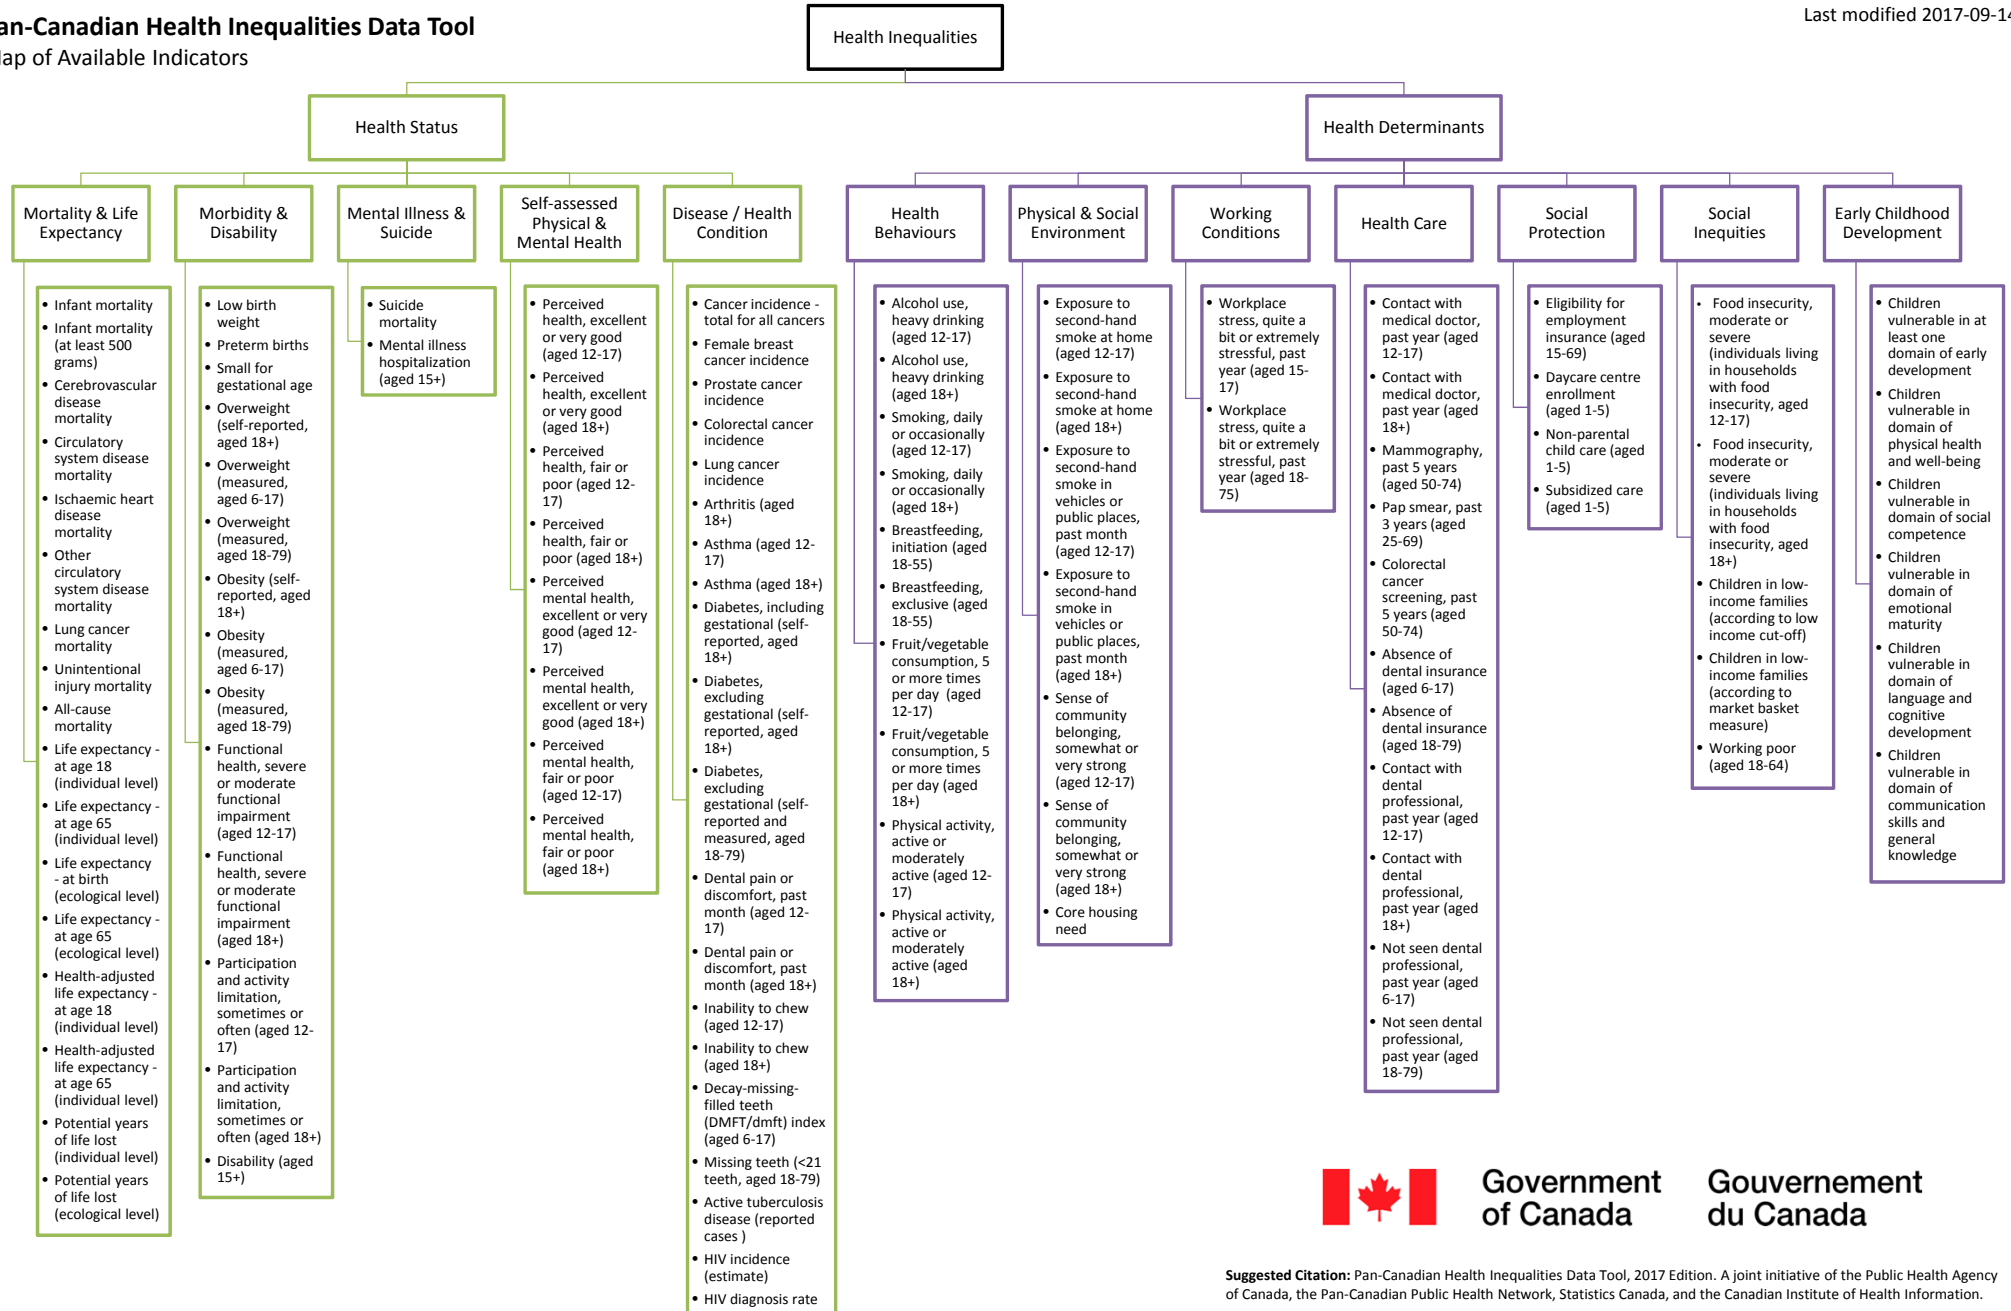 an-Canadian Health Inequalities Data Tool
Map of Available Indicators
Last modified 2017-09-14
Health Inequalities
Health Status
Health Determinants
Mortality & Life
Expectancy
Morbidity &
Disability
Mental Illness &
Suicide
Self-assessed
Physical &
Mental Health
Disease / Health
Condition
Health
Behaviours
Physical & Social
Environment
Working
Conditions
Health Care
Social
Protection
Social
Inequities
Early Childhood
Development
• Infant mortality
• Infant mortality
(at least 500
grams)
• Cerebrovascular
disease
mortality
• Circulatory
system disease
mortality
• Ischaemic heart
disease
mortality
• Other
circulatory
system disease
mortality
• Lung cancer
mortality
• Unintentional
injury mortality
• All-cause
mortality
• Life expectancy -
at age 18
(individual level)
• Life expectancy -
at age 65
(individual level)
• Life expectancy
- at birth
(ecological level)
• Life expectancy -
at age 65
(ecological level)
• Health-adjusted
life expectancy -
at age 18
(individual level)
• Health-adjusted
life expectancy -
at age 65
(individual level)
• Potential years
of life lost
(individual level)
• Potential years
of life lost
(ecological level)
• Low birth
weight
• Preterm births
• Small for
gestational age
• Overweight
(self-reported,
aged 18+)
• Overweight
(measured,
aged 6-17)
• Overweight
(measured,
aged 18-79)
• Obesity (self-
reported, aged
18+)
• Obesity
(measured,
aged 6-17)
• Obesity
(measured,
aged 18-79)
• Functional
health, severe
or moderate
functional
impairment
(aged 12-17)
• Functional
health, severe
or moderate
functional
impairment
(aged 18+)
• Participation
and activity
limitation,
sometimes or
often (aged 12-
17)
• Participation
and activity
limitation,
sometimes or
often (aged 18+)
• Disability (aged
15+)
• Suicide
mortality
• Mental illness
hospitalization
(aged 15+)
• Perceived
health, excellent
or very good
(aged 12-17)
• Perceived
health, excellent
or very good
(aged 18+)
• Perceived
health, fair or
poor (aged 12-
17)
• Perceived
health, fair or
poor (aged 18+)
• Perceived
mental health,
excellent or very
good (aged 12-
17)
• Perceived
mental health,
excellent or very
good (aged 18+)
• Perceived
mental health,
fair or poor
(aged 12-17)
• Perceived
mental health,
fair or poor
(aged 18+)
• Cancer incidence -
total for all cancers
• Female breast
cancer incidence
• Prostate cancer
incidence
• Colorectal cancer
incidence
• Lung cancer
incidence
• Arthritis (aged
18+)
• Asthma (aged 12-
17)
• Asthma (aged 18+)
• Diabetes, including
gestational (self-
reported, aged
18+)
• Diabetes,
excluding
gestational (self-
reported, aged
18+)
• Diabetes,
excluding
gestational (self-
reported and
measured, aged
18-79)
• Dental pain or
discomfort, past
month (aged 12-
17)
• Dental pain or
discomfort, past
month (aged 18+)
• Inability to chew
(aged 12-17)
• Inability to chew
(aged 18+)
• Decay-missing-
filled teeth
(DMFT/dmft) index
(aged 6-17)
• Missing teeth (<21
teeth, aged 18-79)
• Active tuberculosis
disease (reported
cases )
• HIV incidence
(estimate)
• HIV diagnosis rate
• Alcohol use,
heavy drinking
(aged 12-17)
• Alcohol use,
heavy drinking
(aged 18+)
• Smoking, daily
or occasionally
(aged 12-17)
• Smoking, daily
or occasionally
(aged 18+)
• Breastfeeding,
initiation (aged
18-55)
• Breastfeeding,
exclusive (aged
18-55)
• Fruit/vegetable
consumption, 5
or more times
per day (aged
12-17)
• Fruit/vegetable
consumption, 5
or more times
per day (aged
18+)
• Physical activity,
active or
moderately
active (aged 12-
17)
• Physical activity,
active or
moderately
active (aged
18+)
• Exposure to
second-hand
smoke at home
(aged 12-17)
• Exposure to
second-hand
smoke at home
(aged 18+)
• Exposure to
second-hand
smoke in
vehicles or
public places,
past month
(aged 12-17)
• Exposure to
second-hand
smoke in
vehicles or
public places,
past month
(aged 18+)
• Sense of
community
belonging,
somewhat or
very strong
(aged 12-17)
• Sense of
community
belonging,
somewhat or
very strong
(aged 18+)
• Core housing
need
• Workplace
stress, quite a
bit or extremely
stressful, past
year (aged 15-
17)
• Workplace
stress, quite a
bit or extremely
stressful, past
year (aged 18-
75)
• Contact with
medical doctor,
past year (aged
12-17)
• Contact with
medical doctor,
past year (aged
18+)
• Mammography,
past 5 years
(aged 50-74)
• Pap smear, past
3 years (aged
25-69)
• Colorectal
cancer
screening, past
5 years (aged
50-74)
• Absence of
dental insurance
(aged 6-17)
• Absence of
dental insurance
(aged 18-79)
• Contact with
dental
professional,
past year (aged
12-17)
• Contact with
dental
professional,
past year (aged
18+)
• Not seen dental
professional,
past year (aged
6-17)
• Not seen dental
professional,
past year (aged
18-79)
• Eligibility for
employment
insurance (aged
15-69)
• Daycare centre
enrollment
(aged 1-5)
• Non-parental
child care (aged
1-5)
• Subsidized care
(aged 1-5)
• Food insecurity,
moderate or
severe
(individuals living
in households
with food
insecurity, aged
12-17)
• Food insecurity,
moderate or
severe
(individuals living
in households
with food
insecurity, aged
18+)
• Children in low-
income families
(according to low
income cut-off)
• Children in low-
income families
(according to
market basket
measure)
• Working poor
(aged 18-64)
• Children
vulnerable in at
least one
domain of early
development
• Children
vulnerable in
domain of
physical health
and well-being
• Children
vulnerable in
domain of social
competence
• Children
vulnerable in
domain of
emotional
maturity
• Children
vulnerable in
domain of
language and
cognitive
development
• Children
vulnerable in
domain of
communication
skills and
general
knowledge
Government
of Canada
Gouvernement
du Canada
Suggested Citation: Pan-Canadian Health Inequalities Data Tool, 2017 Edition. A joint initiative of the Public Health Agency
of Canada, the Pan-Canadian Public Health Network, Statistics Canada, and the Canadian Institute of Health Information.